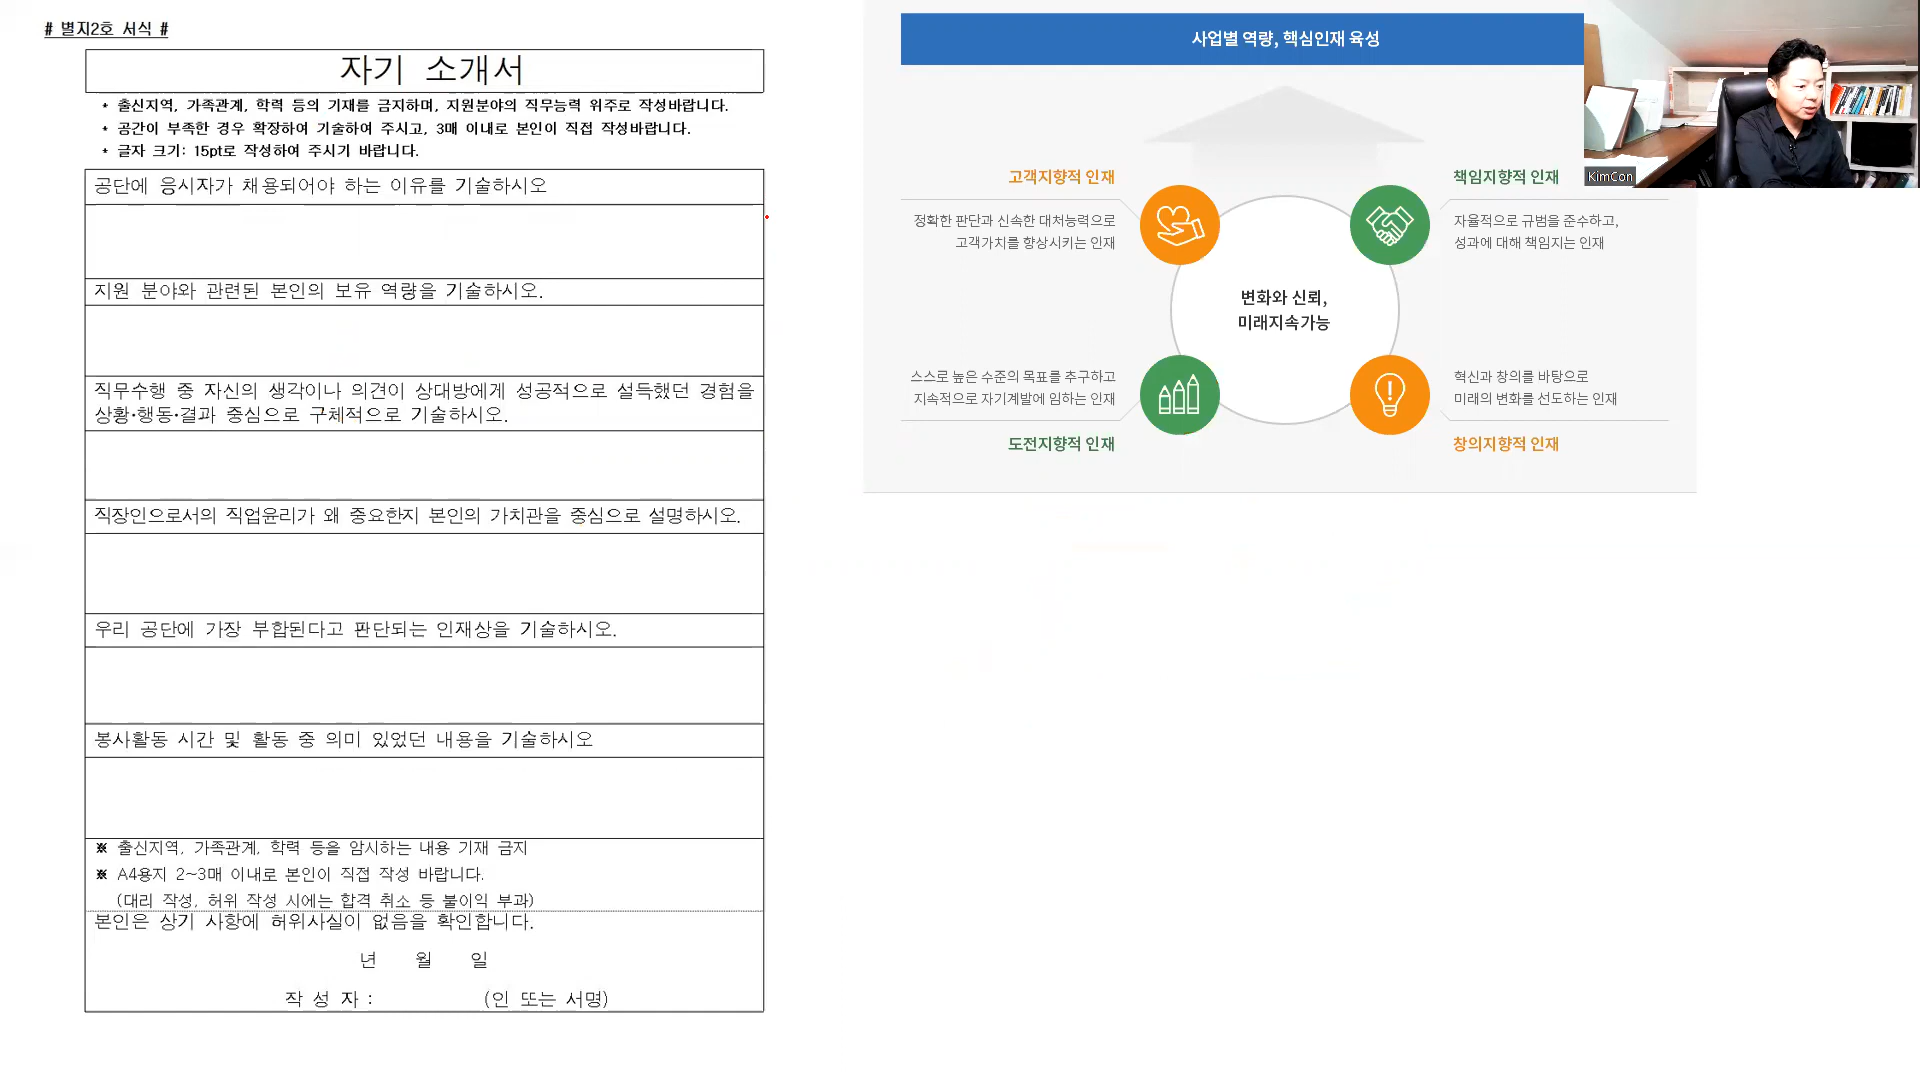 # 별지2호 서식 #
자기 소개서
* 출신지역, 가족관계, 학력 등의 기재를 금지하며, 지원분야의 직무능력 위주로 작성바랍니다.
* 공간이 부족한 경우 확장하여 기술하여 주시고, 3매 이내로 본인이 직접 작성바랍니다.
* 글자 크기: 15pt로 작성하여 주시기 바랍니다.
공단에 응시자가 채용되어야 하는 이유를 기술하시오
지원 분야와 관련된 본인의 보유 역량을 기술하시오.
직무수행 중 자신의 생각이나 의견이 상대방에게 성공적으로 설득했던 경험을
상황·행동·결과 중심으로 구체적으로 기술하시오.
직장인으로서의 직업윤리가 왜 중요한지 본인의 가치관을 중심으로 설명하시오.
우리 공단에 가장 부합된다고 판단되는 인재상을 기술하시오.
봉사활동 시간 및 활동 중 의미 있었던 내용을 기술하시오
※ 출신지역, 가족관계, 학력 등을 암시하는 내용 기재 금지
※ A4용지 2~3매 이내로 본인이 직접 작성 바랍니다.
(대리 작성, 허위 작성 시에는 합격 취소 등 불이익 부과)
본인은 상기 사항에 허위사실이 없음을 확인합니다.
년 월 일
작 성 자 : (인 또는 서명)
사업별 역량, 핵심인재 육성
고객지향적 인재
정확한 판단과 신속한 대처능력으로
고객가치를 향상시키는 인재
책임지향적 인재
자율적으로 규범을 준수하고,
성과에 대해 책임지는 인재
변화와 신뢰,
미래지속가능
스스로 높은 수준의 목표를 추구하고
지속적으로 자기계발에 임하는 인재
도전지향적 인재
혁신과 창의를 바탕으로
미래의 변화를 선도하는 인재
창의지향적 인재
KimCon